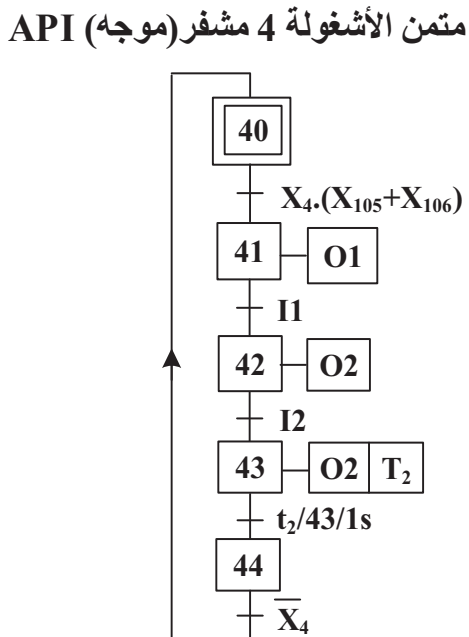 متمن الأشغولة 4 مشفر(موجه) API
40
X₄.(X₁₀₅+X₁₀₆)
41 O1
I1
42 O2
I2
43 O2 T₂
t₂/43/1s
44
X̅₄